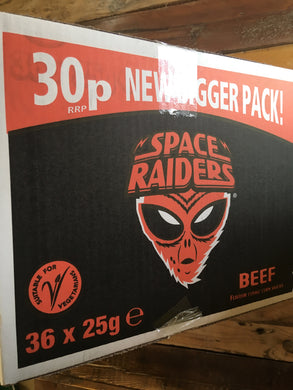 30p
RRP
NEW BIGGER PACK!
SPACE
RAIDERS®
SUITABLE FOR
VEGETARIANS
BEEF
36 x 25g e